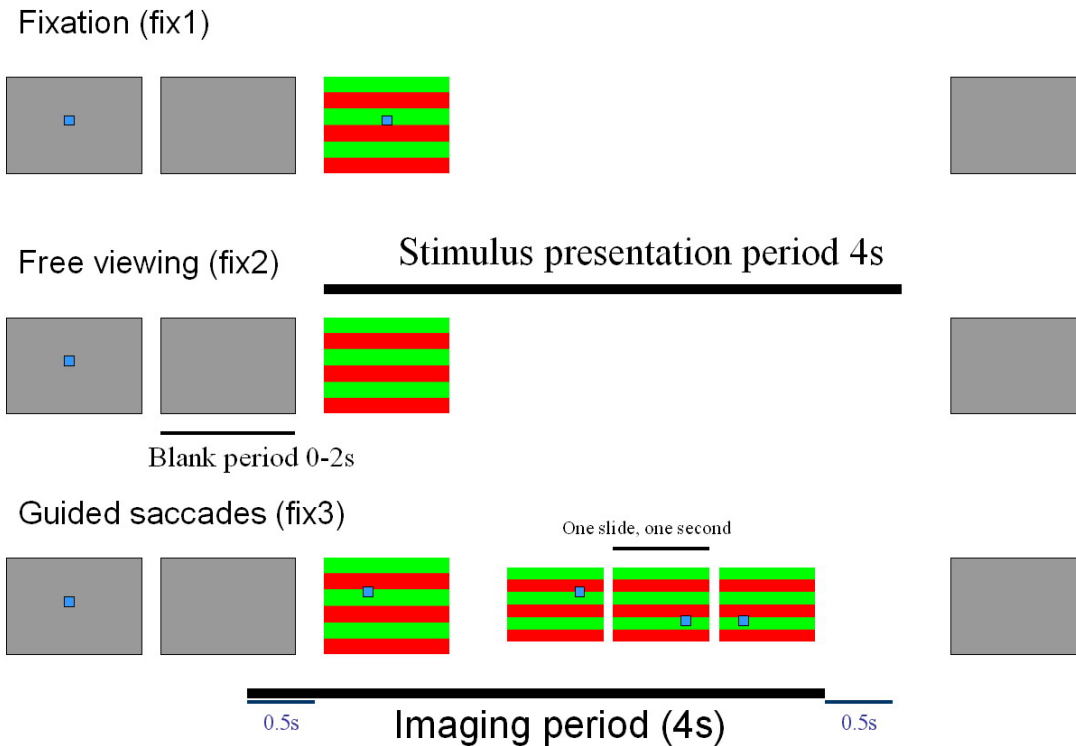 Fixation (fix1)
Stimulus presentation period 4s
Free viewing (fix2)
Blank period 0-2s
Guided saccades (fix3)
One slide, one second
0.5s
Imaging period (4s)
0.5s